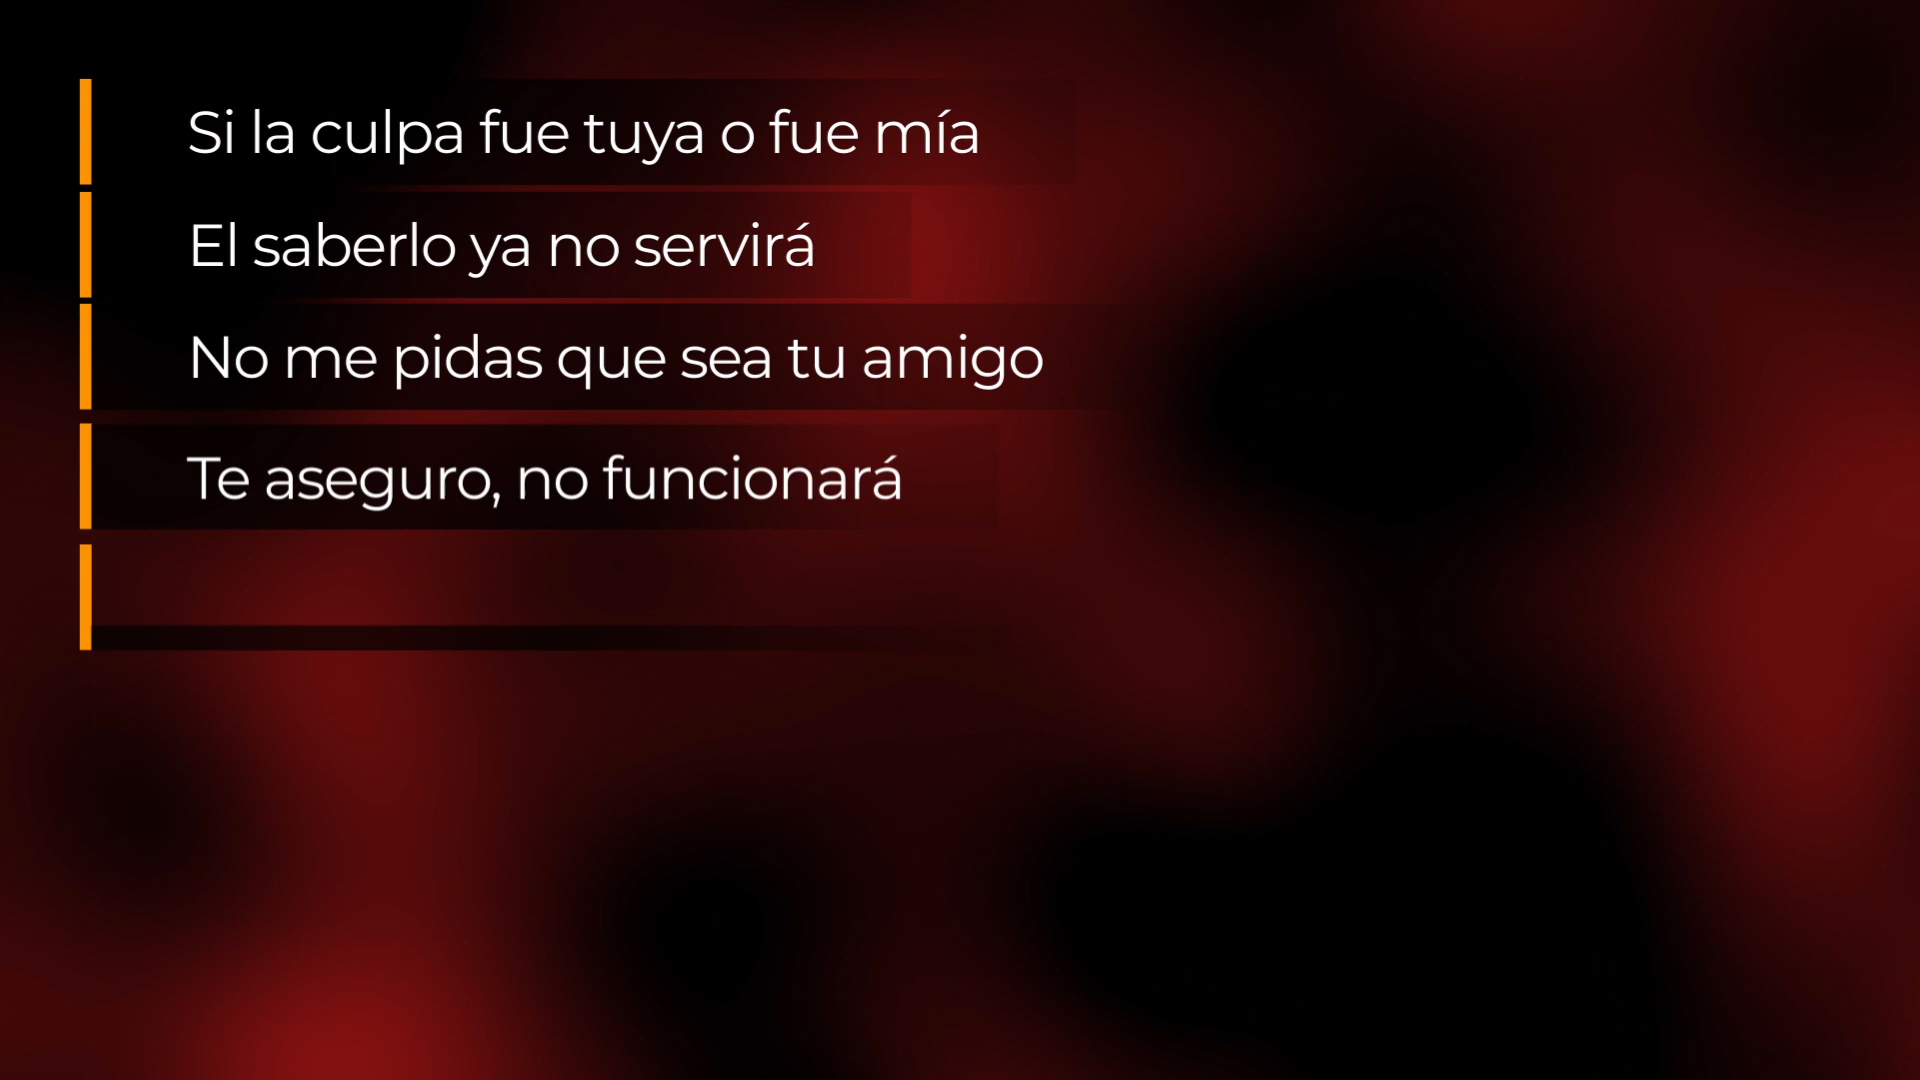 Si la culpa fue tuya o fue mía
El saberlo ya no servirá
No me pidas que sea tu amigo
Te aseguro, no funcionará